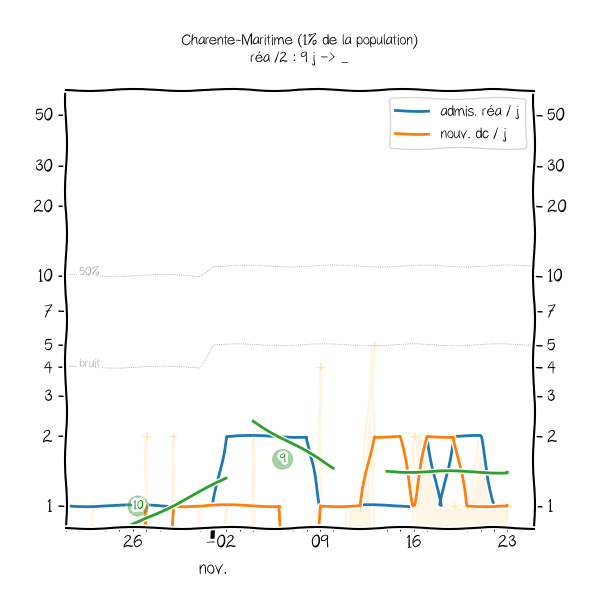 Charente-Maritime (1% de la population)
réa /2 : 9 j -> _
admis. réa / j
nouv. dc / j
50 50
30 30
20 20
50%
10 10
7 7
5 5
bruit
4 4
3 3
2 2
9
1 10 1
26 02 09 16 23
nov.